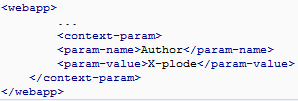 <webapp>
...
<context-param>
<param-name>Author</param-name>
<param-value>X-plode</param-value>
</context-param>
</webapp>